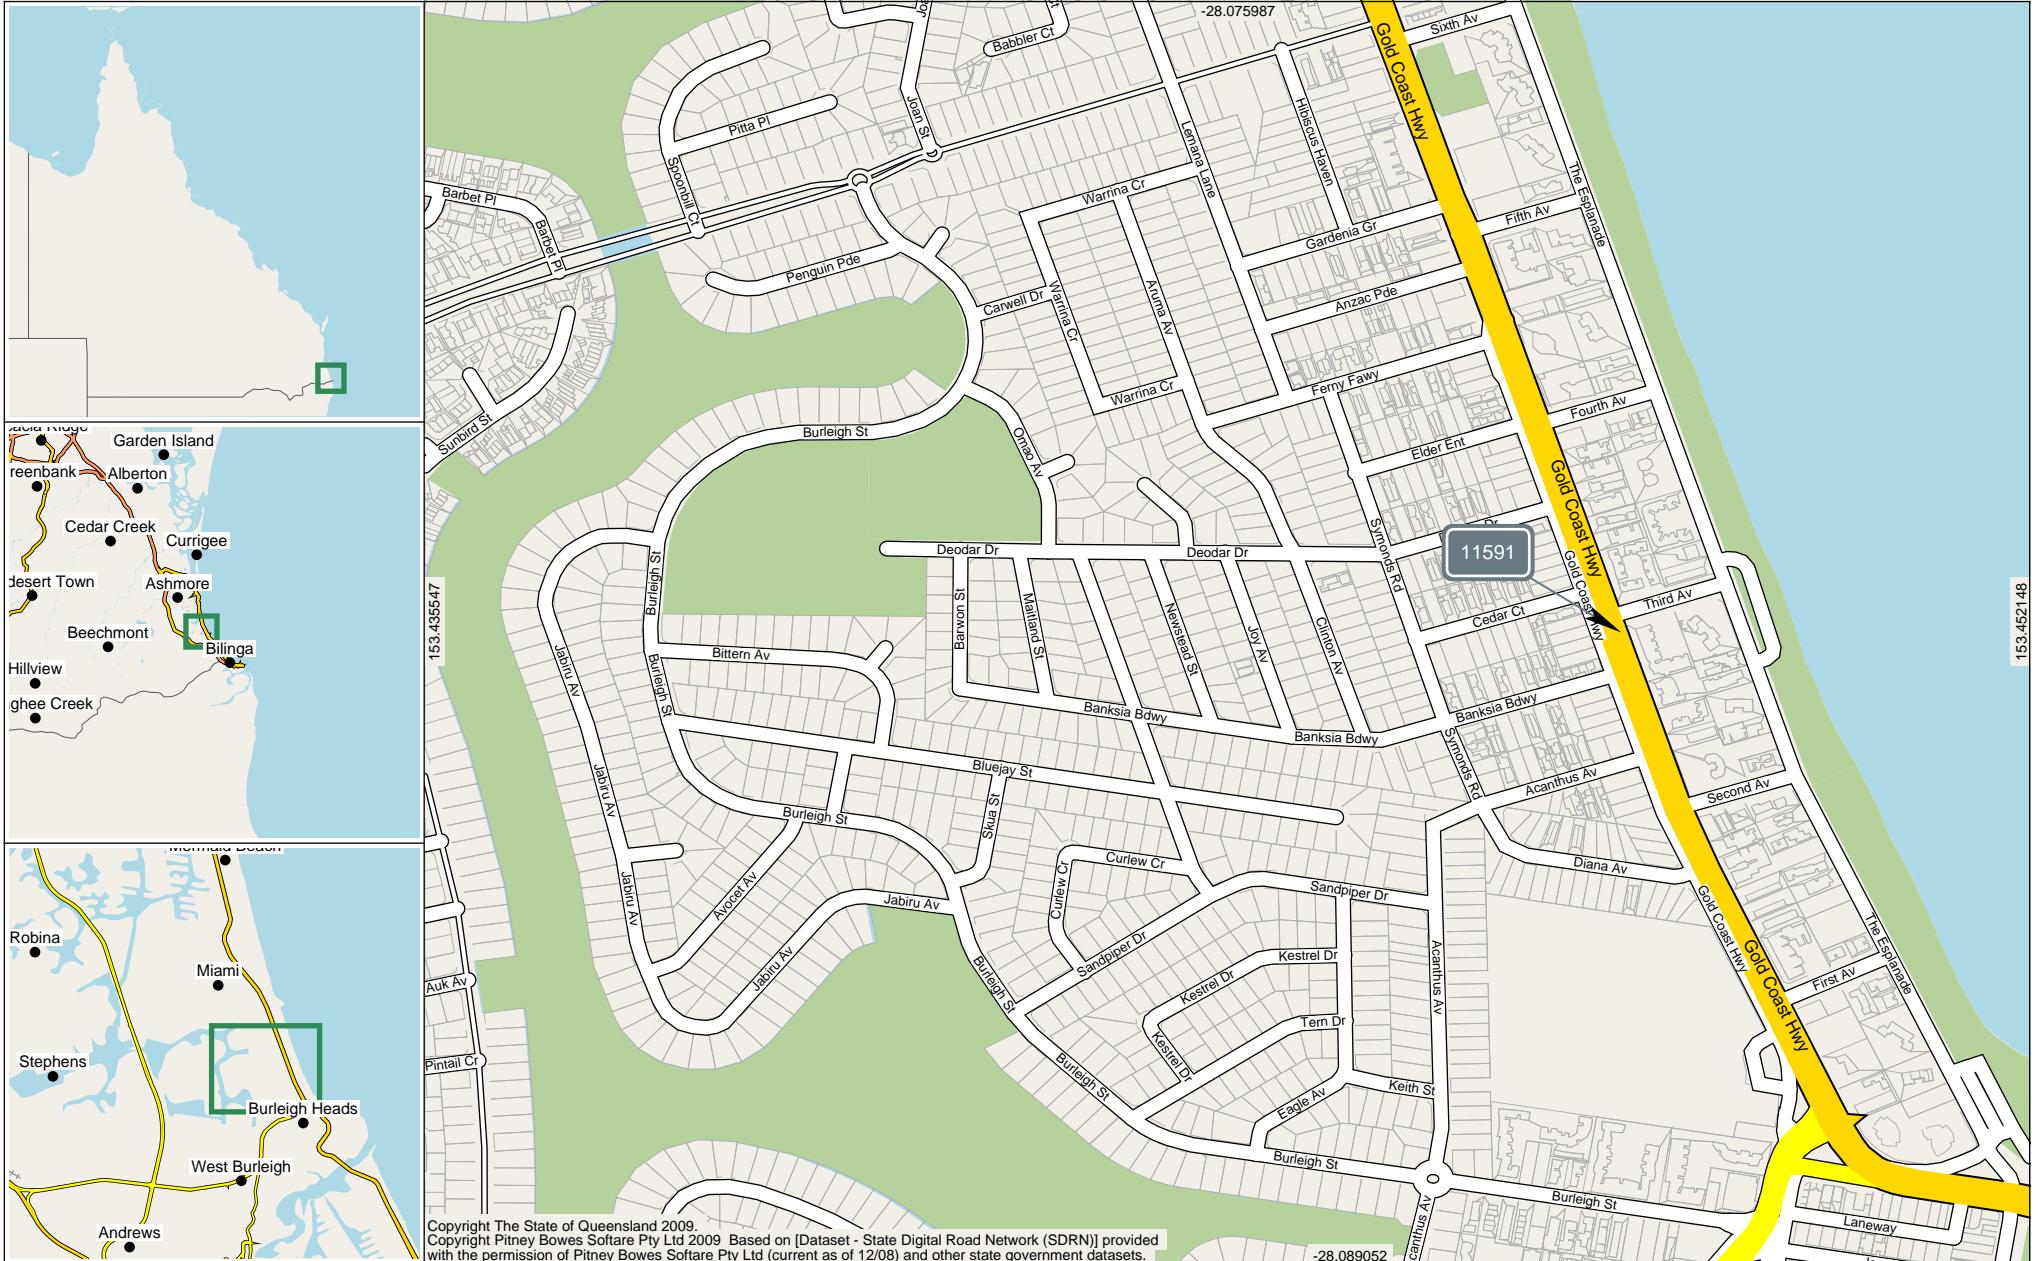 -28.075987
Sixth Av
Gold Coast Hwy
Babbler Ct
Joan St
Pitta Pl
Hibiscus Haven
Lemana Lane
Spoonbill Ct
The Esplanade
Barbet Pl
Barbet Pl
Warrina Cr
Fifth Av
Gardenia Gr
Penguin Pde
Carwell Dr
Warrina Cr
Aruma Av
Anzac Pde
Ferny Fawy
Warrina Cr
Fourth Av
Burleigh St
Sunbird St
Omao Av
Elder Ent
Gold Coast Hwy
Garden Island
reenbank
Alberton
Cedar Creek
Currigee
desert Town
Ashmore
Beechmont
Bilinga
Hillview
ghee Creek
Deodar Dr
Deodar Dr
Symonds Rd
Dr
11591
Gold Coast Hwy
153.435547
153.452148
Burleigh St
Barwon St
Maitland St
Newstead St
Joy Av
Clinton Av
Cedar Ct
Third Av
Bittern Av
Jabiru Av
Burleigh St
Banksia Bdwy
Banksia Bdwy
Banksia Bdwy
Symonds Rd
Bluejay St
Jabiru Av
Acanthus Av
Second Av
Burleigh St
Skua St
Curlew Cr
Curlew Cr
Diana Av
Mermaid Beach
Robina
Miami
Stephens
Burleigh Heads
West Burleigh
Andrews
Jabiru Av
Avocet Av
Jabiru Av
Sandpiper Dr
Gold Coast Hwy
The Esplanade
Jabiru Av
Sandpiper Dr
Kestrel Dr
Acanthus Av
Gold Coast Hwy
First Av
Auk Av
Burleigh St
Kestrel Dr
Tern Dr
Kestrel Dr
Pintail Cr
Burleigh St
Keith St
Eagle Av
Burleigh St
Burleigh St
canthus Av
Laneway
Copyright The State of Queensland 2009.
Copyright Pitney Bowes Softare Pty Ltd 2009 Based on [Dataset - State Digital Road Network (SDRN)] provided
with the permission of Pitney Bowes Softare Pty Ltd (current as of 12/08) and other state government datasets.
-28.089052